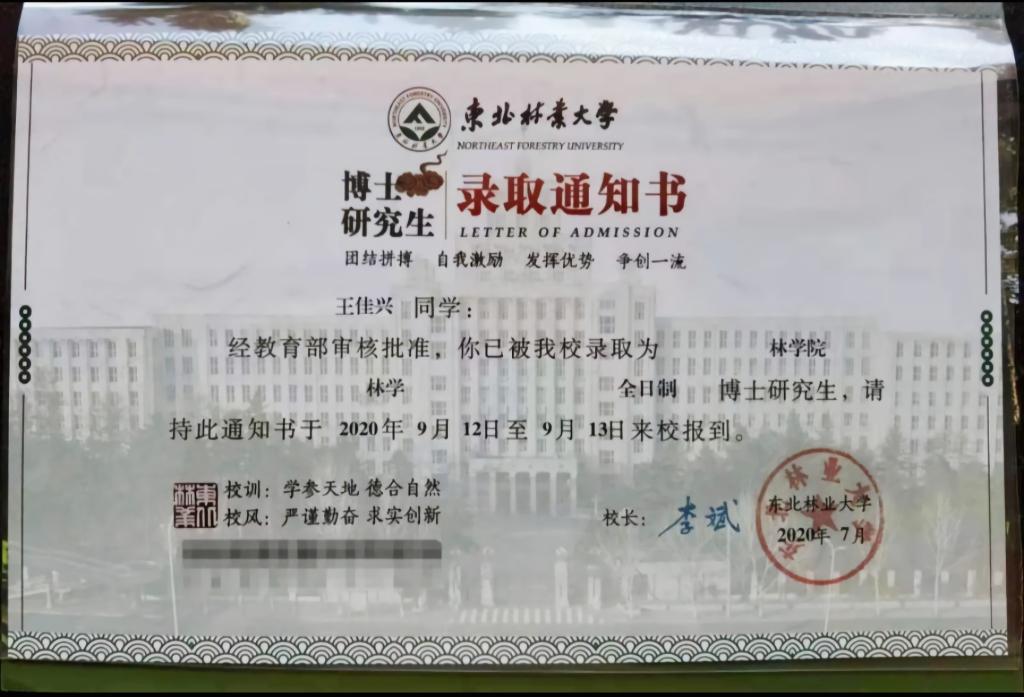 東北林業大学
NORTHEAST FORESTRY UNIVERSITY
博士研究生
录取通知书
LETTER OF ADMISSION
团结拼搏 自我激励 发挥优势 争创一流
王佳兴 同学：
经教育部审核批准，你已被我校录取为 林学院
林学 全日制 博士研究生，请
持此通知书于 2020年 9月 12日至 9月 13日来校报到。
校训：学参天地 德合自然
校风：严谨勤奋 求实创新
校长：李斌
东北林业大学
2020年 7月